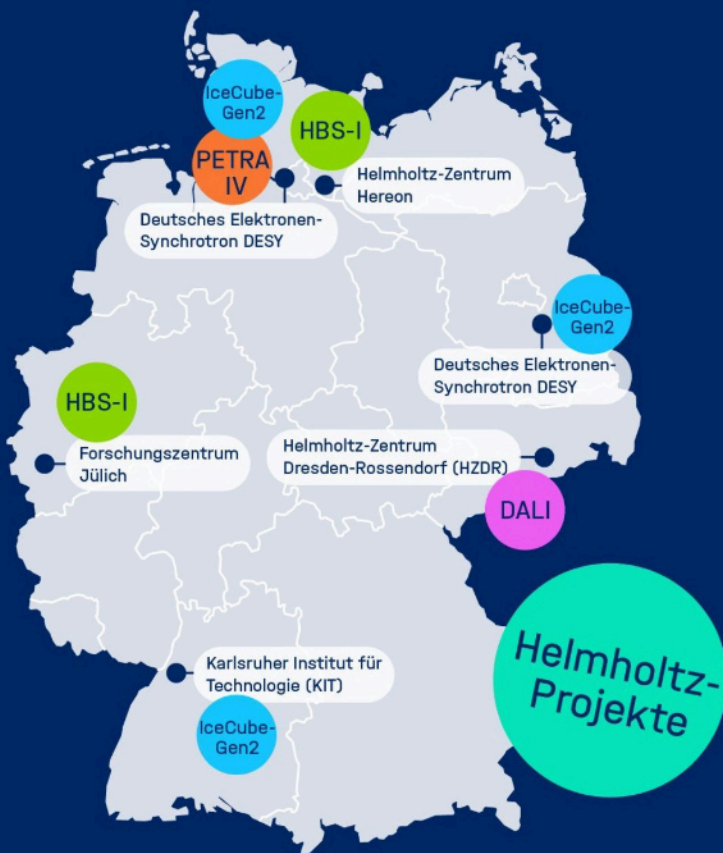 IceCube-
Gen2
HBS-I
PETRA
IV
Helmholtz-Zentrum
Hereon
Deutsches Elektronen-
Synchrotron DESY
IceCube-
Gen2
Deutsches Elektronen-
Synchrotron DESY
HBS-I
Forschungszentrum
Jülich
Helmholtz-Zentrum
Dresden-Rossendorf (HZDR)
DALI
Helmholtz-
Projekte
Karlsruher Institut für
Technologie (KIT)
IceCube-
Gen2